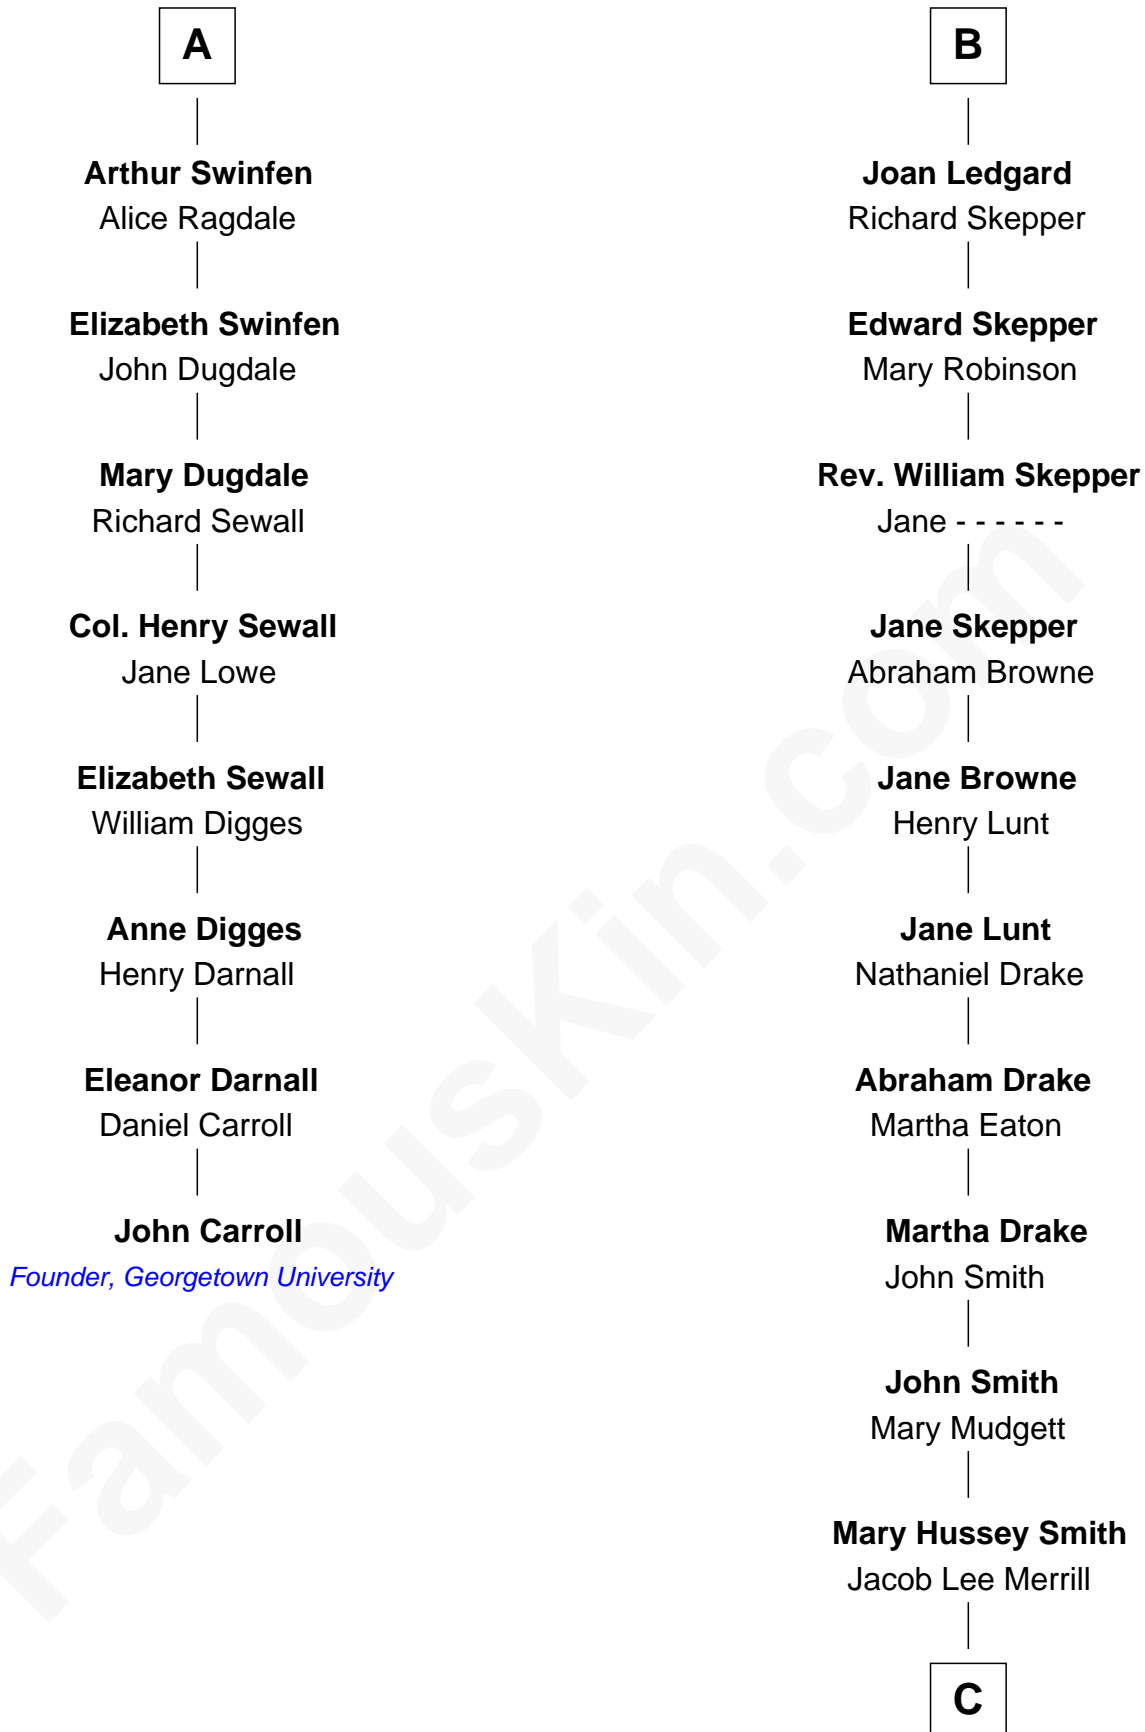 A
Arthur Swinfen
Alice Ragdale
Elizabeth Swinfen
John Dugdale
Mary Dugdale
Richard Sewall
Col. Henry Sewall
Jane Lowe
Elizabeth Sewall
William Digges
Anne Digges
Henry Darnall
Eleanor Darnall
Daniel Carroll
John Carroll
Founder, Georgetown University
B
Joan Ledgard
Richard Skepper
Edward Skepper
Mary Robinson
Rev. William Skepper
Jane - - - - - -
Jane Skepper
Abraham Browne
Jane Browne
Henry Lunt
Jane Lunt
Nathaniel Drake
Abraham Drake
Martha Eaton
Martha Drake
John Smith
John Smith
Mary Mudgett
Mary Hussey Smith
Jacob Lee Merrill
C
FamousKin.com